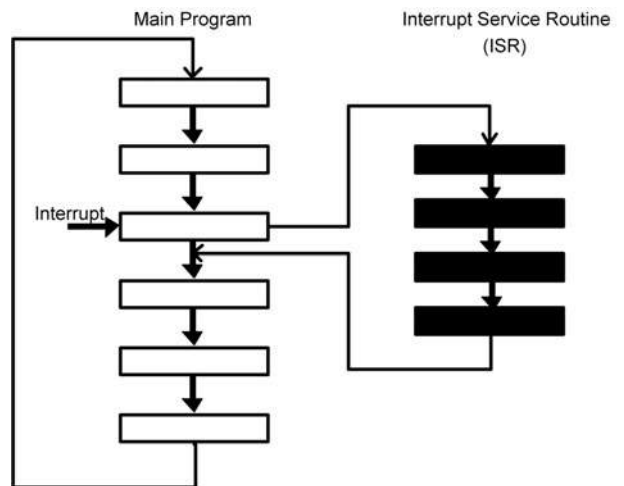 Main Program
Interrupt Service Routine
(ISR)
Interrupt